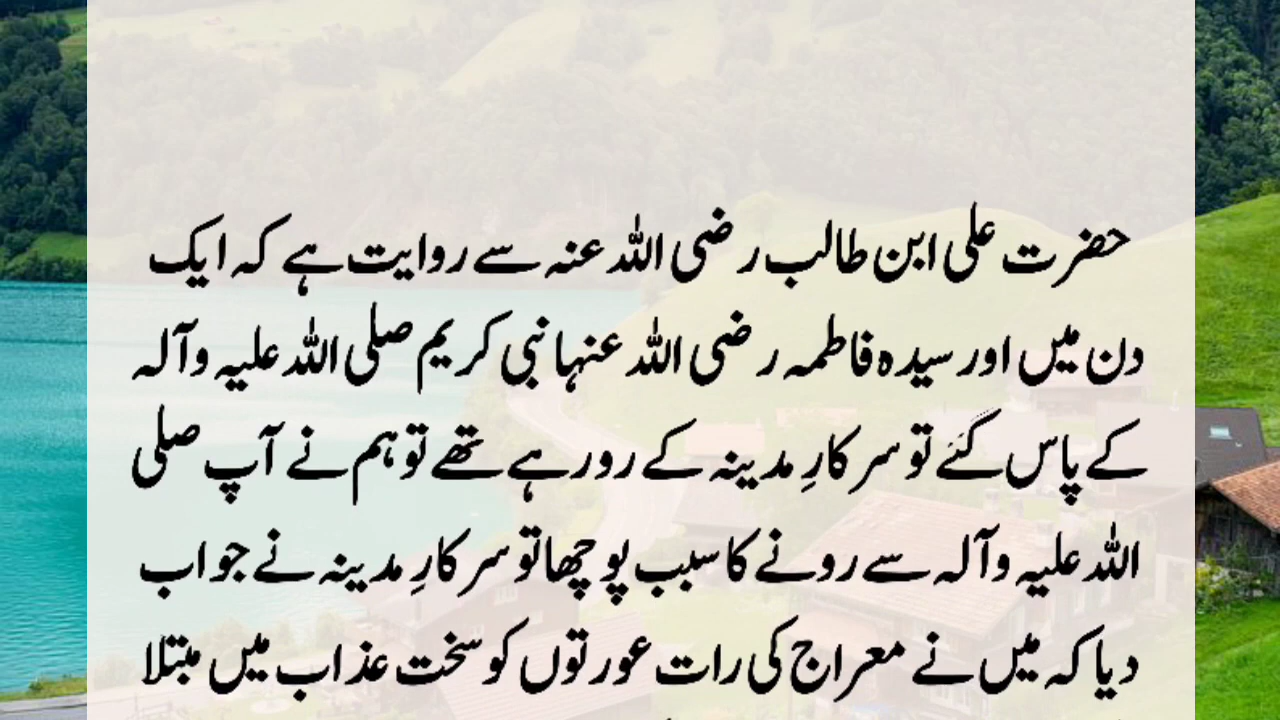 حضرت علی ابن طالب رضی اللہ عنہ سے روایت ہے کہ ایک
دن میں اور سیدہ فاطمہ رضی اللہ عنہا نبی کریم صلی اللہ علیہ وآلہ
کے پاس گئے تو سرکارِ مدینہ کے رو رہے تھے تو ہم نے آپ صلی
اللہ علیہ وآلہ سے رونے کا سبب پوچھا تو سرکارِ مدینہ نے جواب
دیا کہ میں نے معراج کی رات عورتوں کو سخت عذاب میں مبتلا